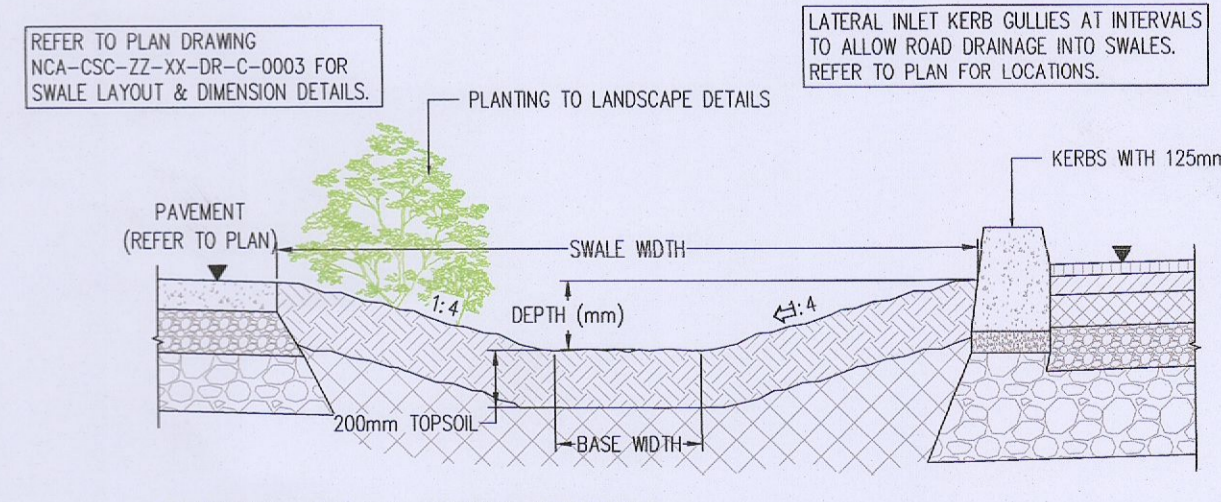 REFER TO PLAN DRAWING
NCA-CSC-ZZ-XX-DR-C-0003 FOR
SWALE LAYOUT & DIMENSION DETAILS.
LATERAL INLET KERB GULLIES AT INTERVALS
TO ALLOW ROAD DRAINAGE INTO SWALES.
REFER TO PLAN FOR LOCATIONS.
PLANTING TO LANDSCAPE DETAILS
KERBS WITH 125mm
PAVEMENT
(REFER TO PLAN)
SWALE WIDTH
1:4
DEPTH (mm)
1:4
200mm TOPSOIL
BASE WIDTH